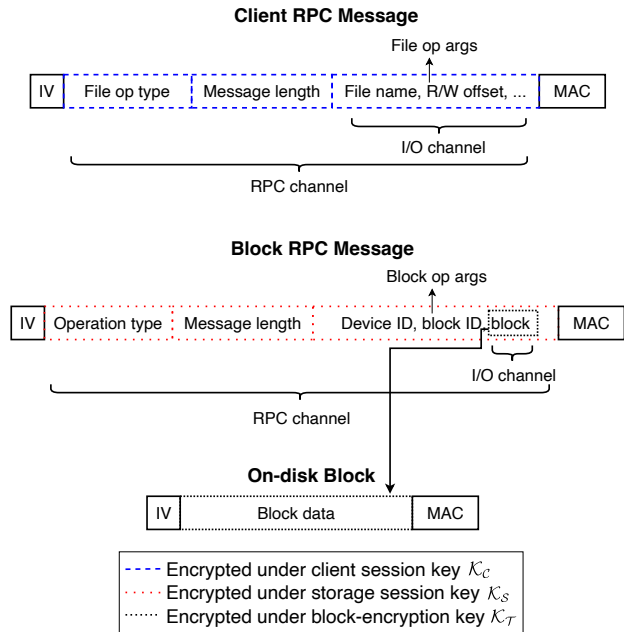 Client RPC Message
File op args
IV File op type Message length File name, R/W offset, ... MAC
I/O channel
RPC channel
Block RPC Message
Block op args
IV Operation type Message length Device ID, block ID, block MAC
I/O channel
RPC channel
On-disk Block
IV Block data MAC
Encrypted under client session key 𝒦_𝒞
Encrypted under storage session key 𝒦_𝒮
Encrypted under block-encryption key 𝒦_𝒯